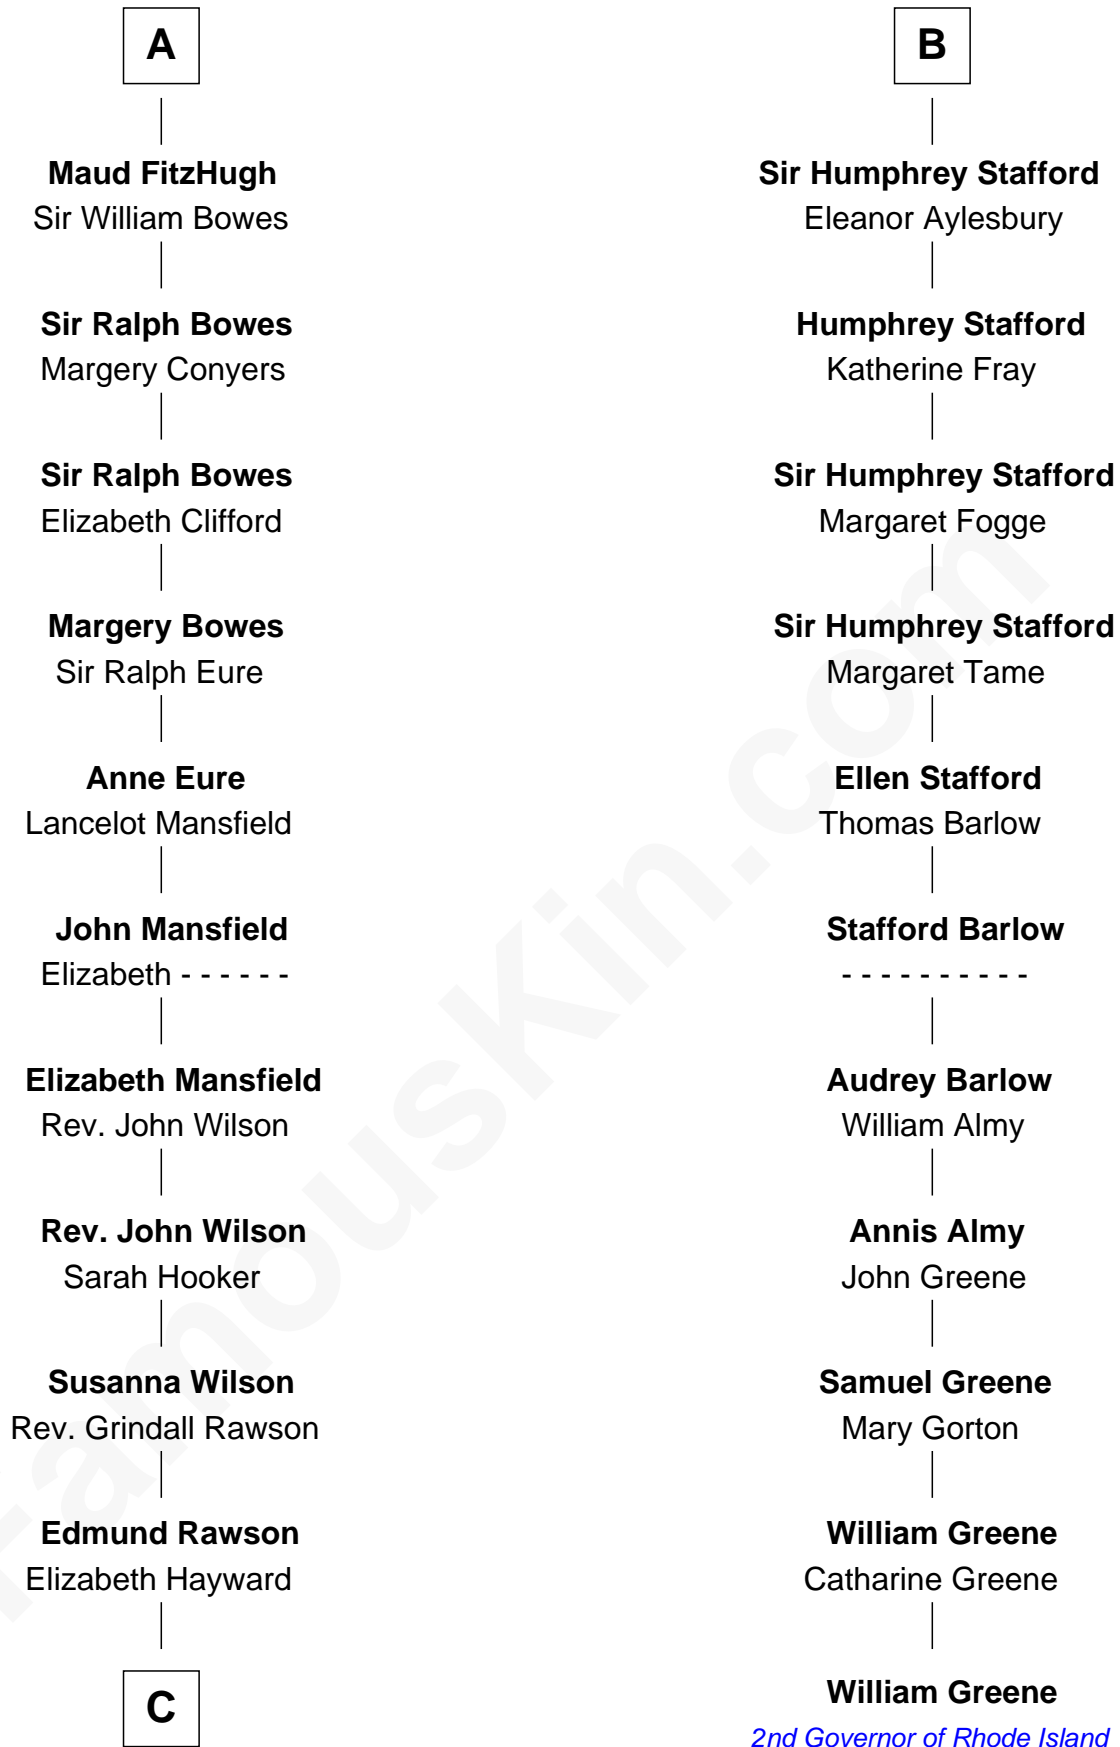 A
Maud FitzHugh
Sir William Bowes
Sir Ralph Bowes
Margery Conyers
Sir Ralph Bowes
Elizabeth Clifford
Margery Bowes
Sir Ralph Eure
Anne Eure
Lancelot Mansfield
John Mansfield
Elizabeth - - - - - -
Elizabeth Mansfield
Rev. John Wilson
Rev. John Wilson
Sarah Hooker
Susanna Wilson
Rev. Grindall Rawson
Edmund Rawson
Elizabeth Hayward
C
B
Sir Humphrey Stafford
Eleanor Aylesbury
Humphrey Stafford
Katherine Fray
Sir Humphrey Stafford
Margaret Fogge
Sir Humphrey Stafford
Margaret Tame
Ellen Stafford
Thomas Barlow
Stafford Barlow
- - - - - - - - - -
Audrey Barlow
William Almy
Annis Almy
John Greene
Samuel Greene
Mary Gorton
William Greene
Catharine Greene
William Greene
2nd Governor of Rhode Island
FamousKin.com